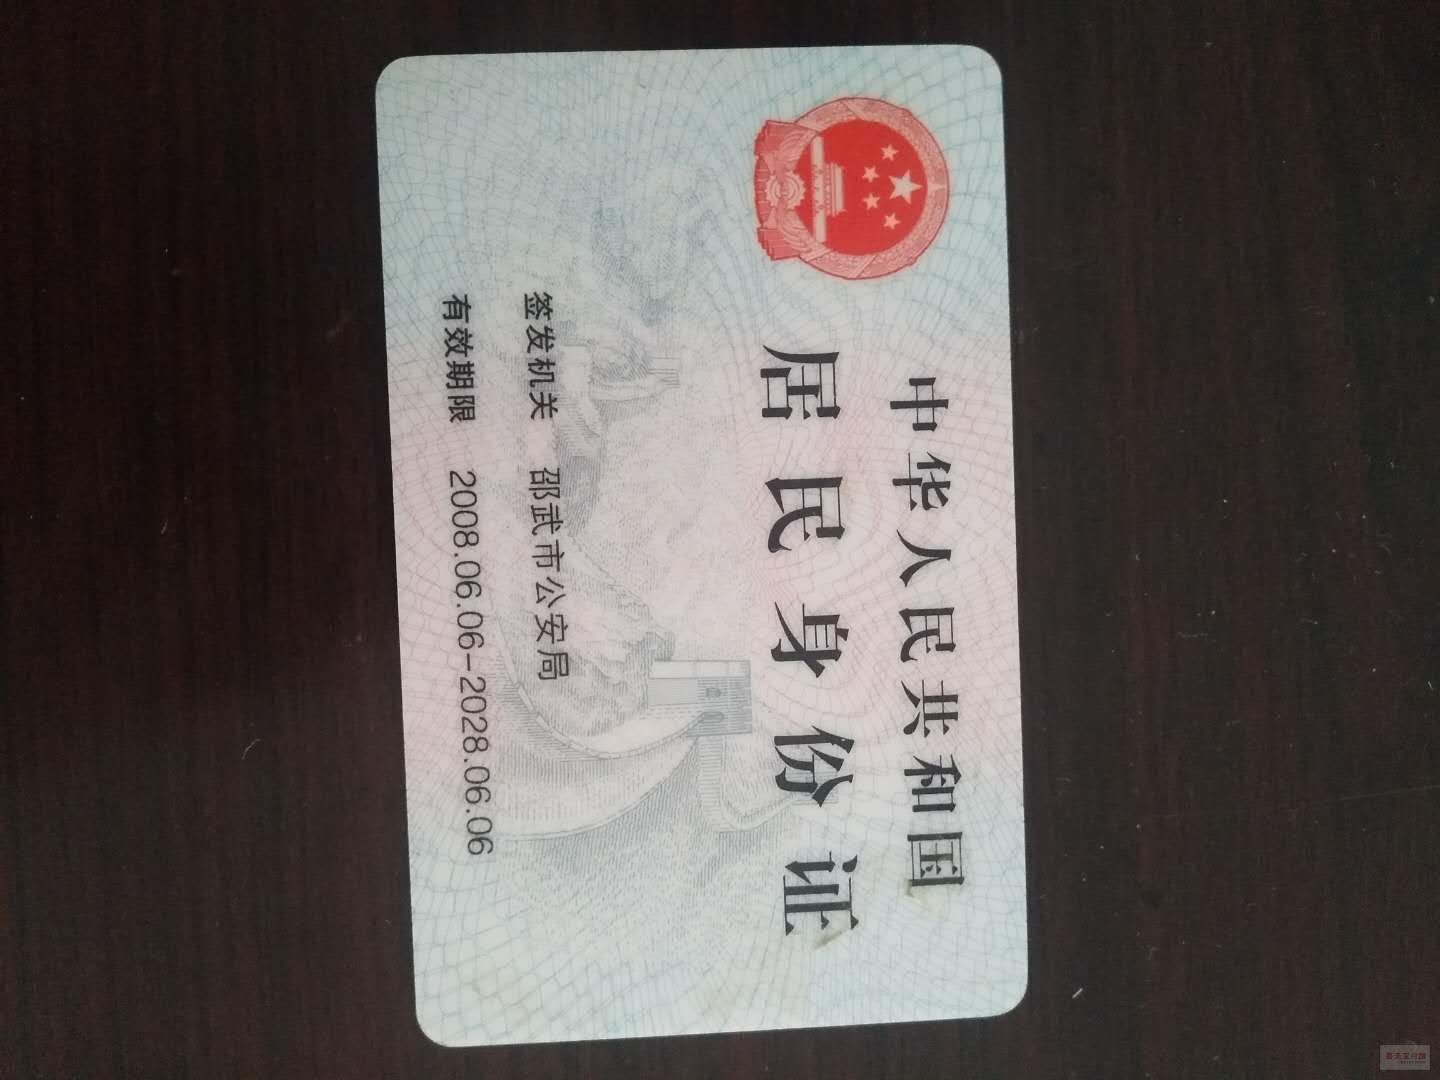 中华人民共和国
居民身份证
签发机关 邵武市公安局
有效期限 2008.06.06-2028.06.06